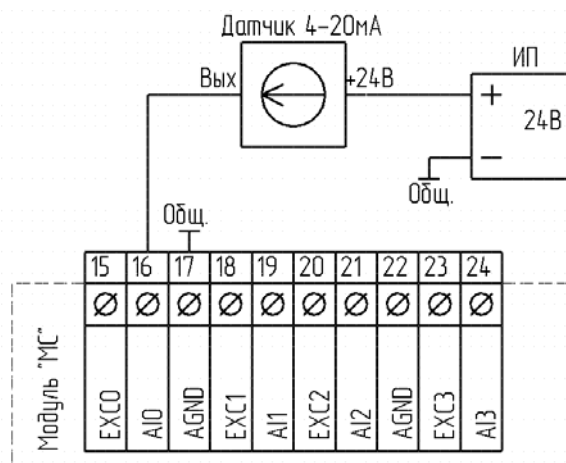 Датчик 4-20мА
Вых
+24В
ИП
+
24В
-
Общ.
Общ.
15 16 17 18 19 20 21 22 23 24
Модуль "МС"
EXC0 AI0 AGND EXC1 AI1 EXC2 AI2 AGND EXC3 AI3